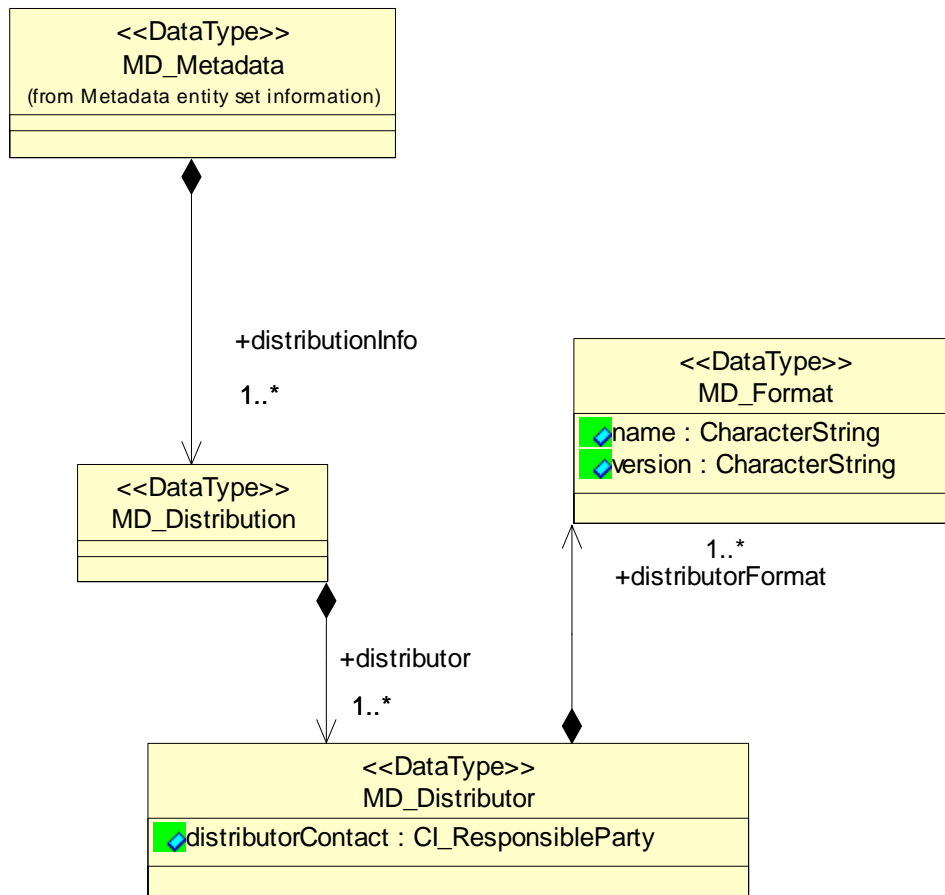 <<DataType>>
MD_Metadata
(from Metadata entity set information)
+distributionInfo
1..*
<<DataType>>
MD_Format
name : CharacterString
version : CharacterString
<<DataType>>
MD_Distribution
1..*
+distributorFormat
+distributor
1..*
<<DataType>>
MD_Distributor
distributorContact : CI_ResponsibleParty